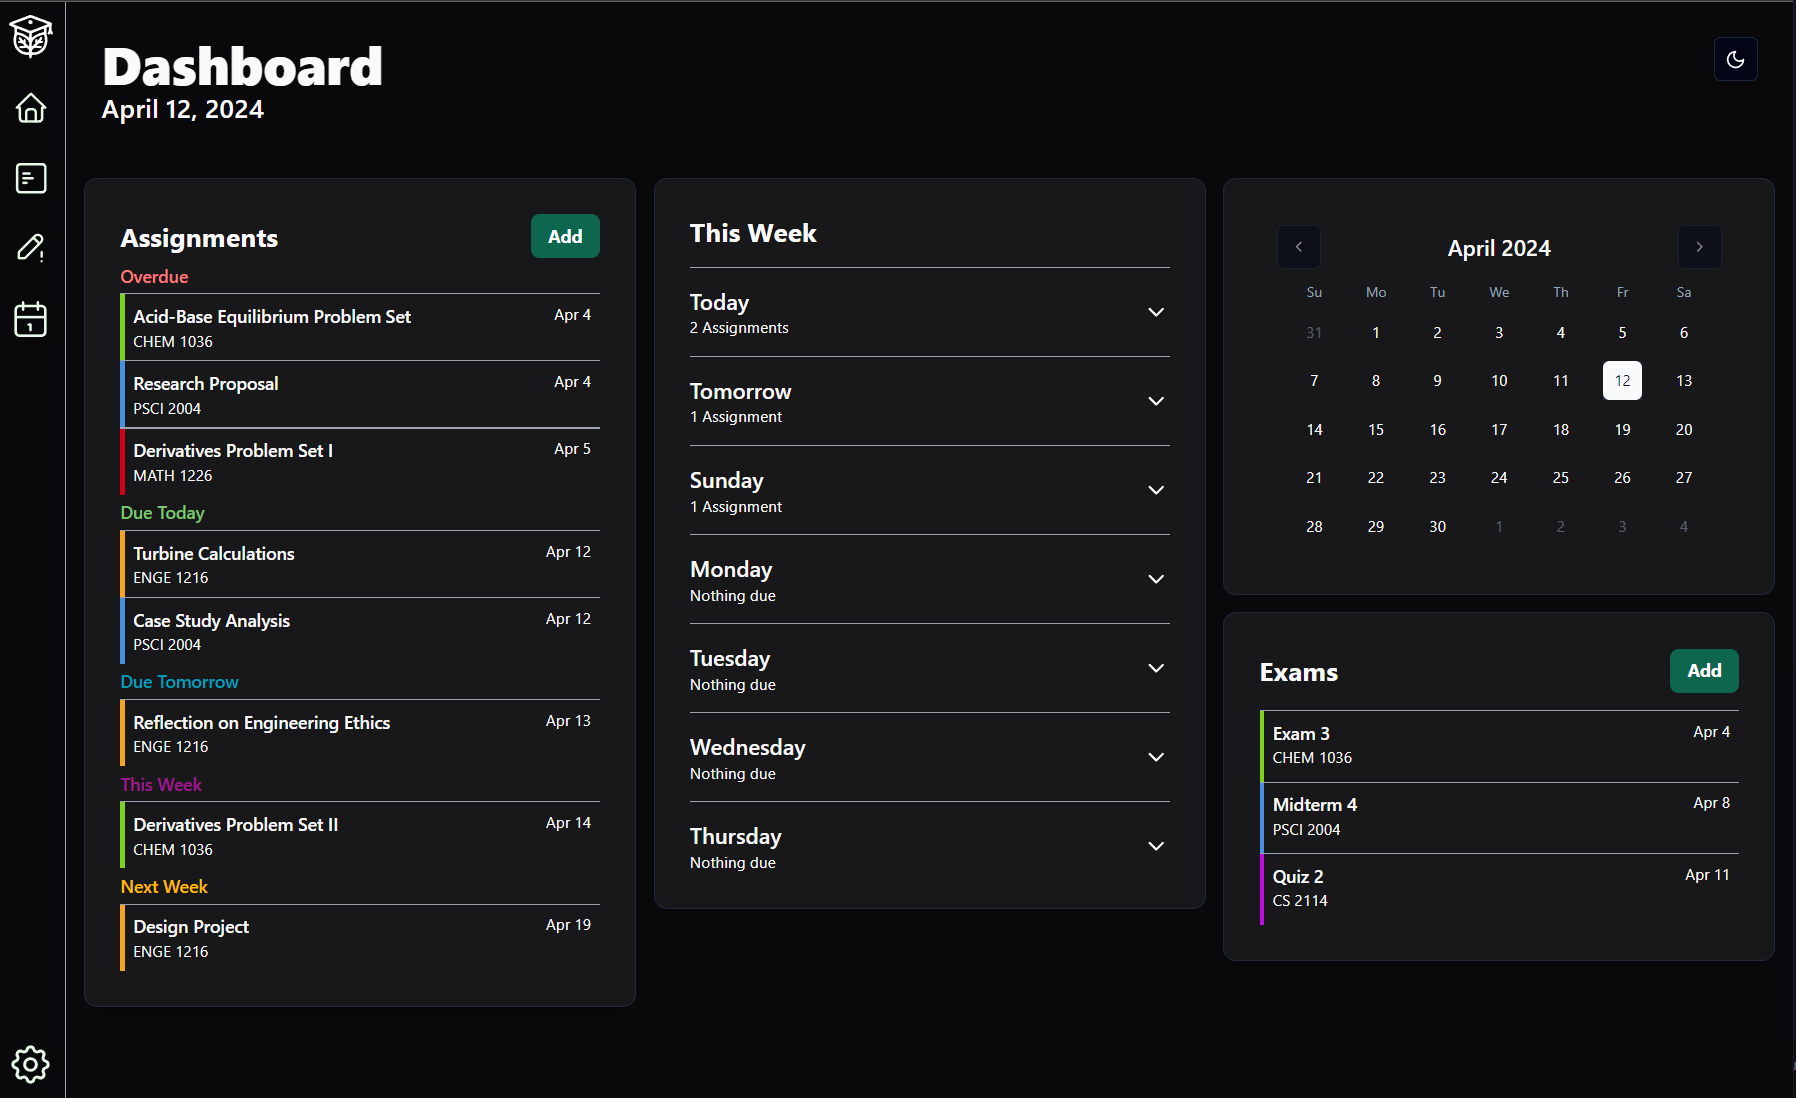 Dashboard
April 12, 2024
Assignments
Add
Overdue
Acid-Base Equilibrium Problem Set
Apr 4
CHEM 1036
Research Proposal
Apr 4
PSCI 2004
Derivatives Problem Set I
Apr 5
MATH 1226
Due Today
Turbine Calculations
Apr 12
ENGE 1216
Case Study Analysis
Apr 12
PSCI 2004
Due Tomorrow
Reflection on Engineering Ethics
Apr 13
ENGE 1216
This Week
Derivatives Problem Set II
Apr 14
CHEM 1036
Next Week
Design Project
Apr 19
ENGE 1216
This Week
Today
2 Assignments
Tomorrow
1 Assignment
Sunday
1 Assignment
Monday
Nothing due
Tuesday
Nothing due
Wednesday
Nothing due
Thursday
Nothing due
April 2024
Su Mo Tu We Th Fr Sa
31 1 2 3 4 5 6
7 8 9 10 11 12 13
14 15 16 17 18 19 20
21 22 23 24 25 26 27
28 29 30 1 2 3 4
Exams
Add
Exam 3
Apr 4
CHEM 1036
Midterm 4
Apr 8
PSCI 2004
Quiz 2
Apr 11
CS 2114